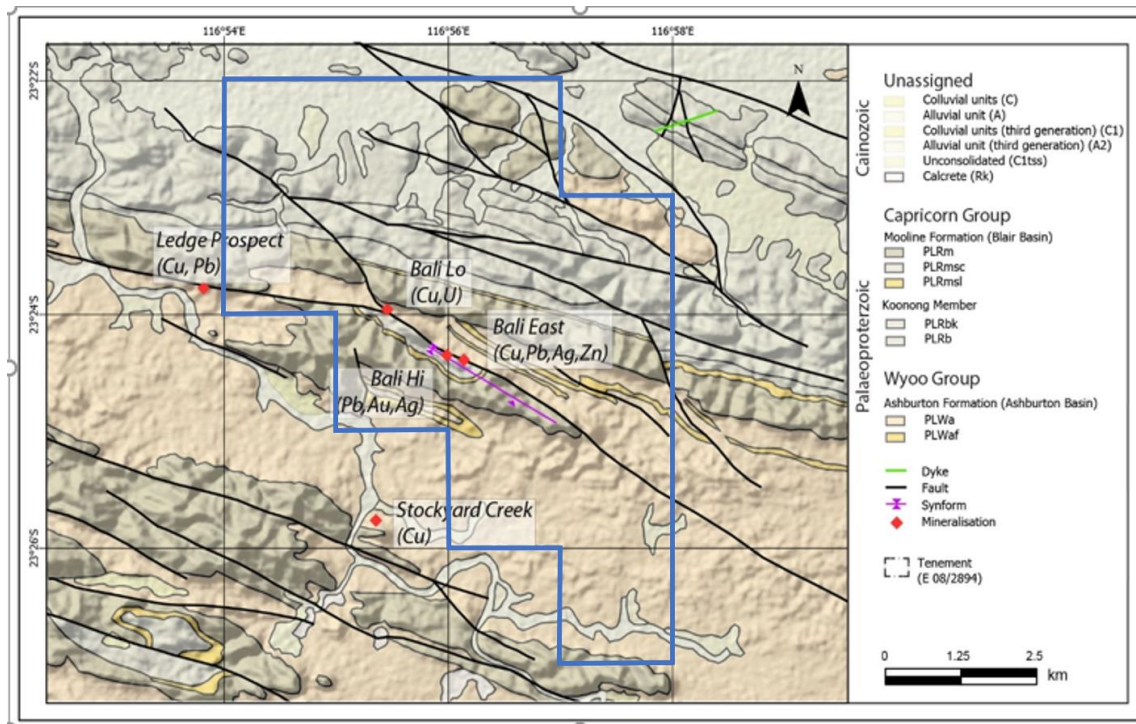 116°54'E
116°56'E
116°58'E
23°22'S
23°24'S
23°26'S
N
Ledge Prospect
(Cu, Pb)
Bali Lo
(Cu,U)
Bali East
(Cu,Pb,Ag,Zn)
Bali Hi
(Pb,Au,Ag)
Stockyard Creek
(Cu)
Cainozoic
Unassigned
Colluvial units (C)
Alluvial unit (A)
Colluvial units (third generation) (C1)
Alluvial unit (third generation) (A2)
Unconsolidated (C1tss)
Calcrete (Rk)
Palaeoproterzoic
Capricorn Group
Mooline Formation (Blair Basin)
PLRm
PLRmsc
PLRmsl
Koonong Member
PLRbk
PLRb
Wyoo Group
Ashburton Formation (Ashburton Basin)
PLWa
PLWaf
Dyke
Fault
Synform
Mineralisation
Tenement
(E 08/2894)
0 1.25 2.5
km